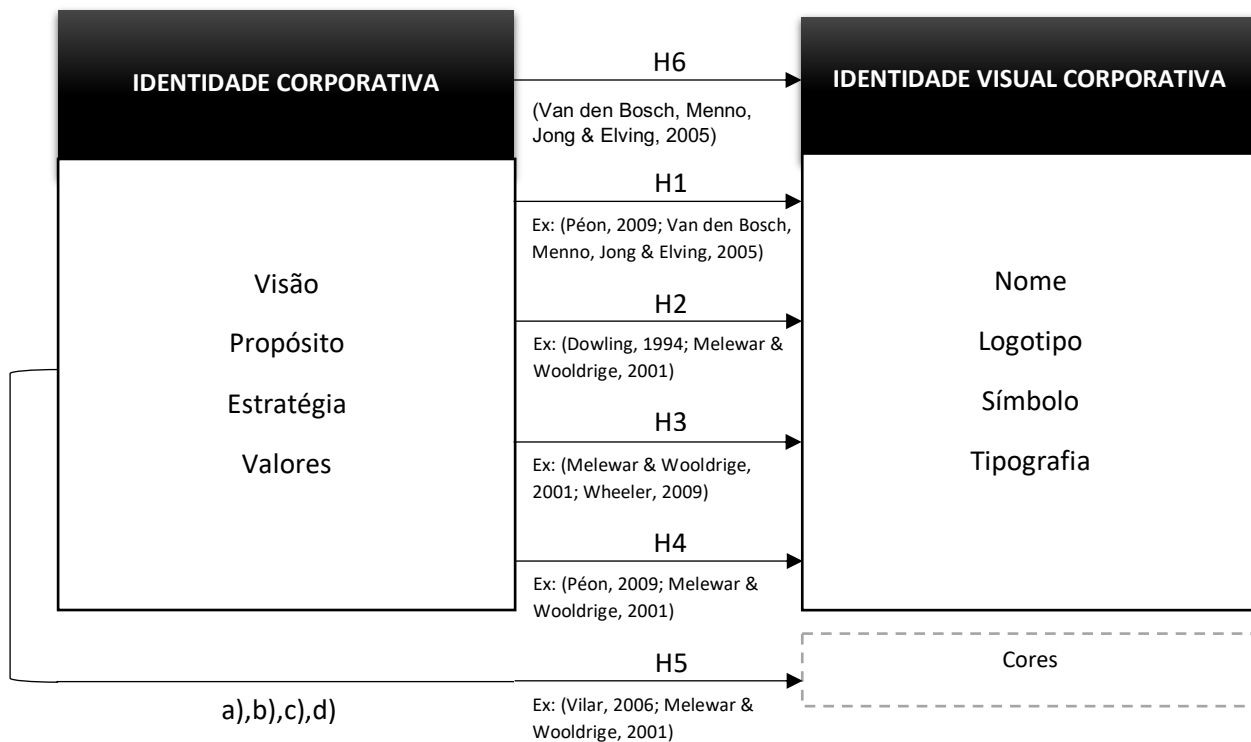 IDENTIDADE CORPORATIVA
H6
IDENTIDADE VISUAL CORPORATIVA
(Van den Bosch, Menno,
Jong & Elving, 2005)
H1
Ex: (Péon, 2009; Van den Bosch,
Menno, Jong & Elving, 2005)
Visão
Propósito
Estratégia
Valores
H2
Ex: (Dowling, 1994; Melewar &
Wooldrige, 2001)
H3
Ex: (Melewar & Wooldrige,
2001; Wheeler, 2009)
H4
Ex: (Péon, 2009; Melewar &
Wooldrige, 2001)
Nome
Logotipo
Símbolo
Tipografia
H5
Cores
a),b),c),d)
Ex: (Vilar, 2006; Melewar &
Wooldrige, 2001)